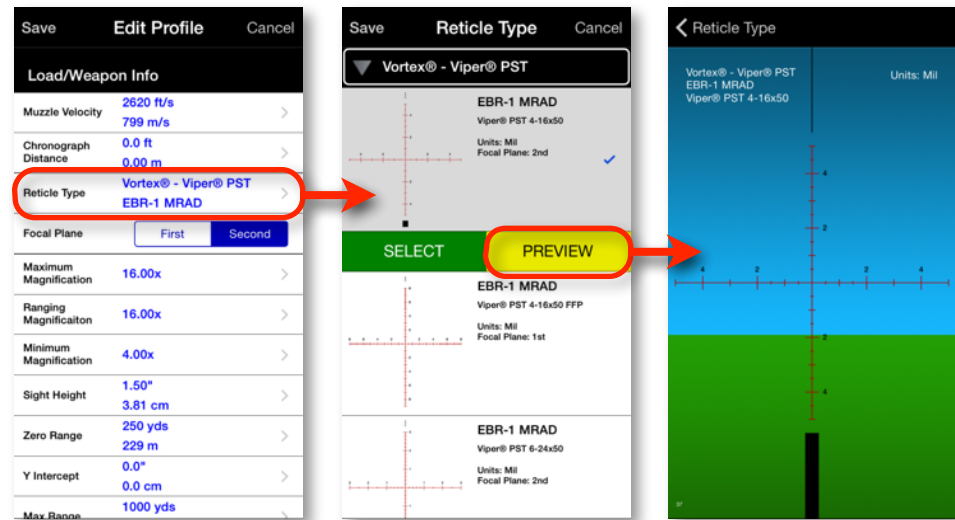 Save Edit Profile Cancel
Load/Weapon Info
Muzzle Velocity
2620 ft/s
799 m/s
Chronograph
Distance
0.0 ft
0.00 m
Reticle Type
Vortex® - Viper® PST
EBR-1 MRAD
Focal Plane First Second
Maximum
Magnification
16.00x
Ranging
Magnificaiton
16.00x
Minimum
Magnification
4.00x
Sight Height
1.50"
3.81 cm
Zero Range
250 yds
229 m
Y Intercept
0.0"
0.0 cm
Max Range
1000 yds
Save Reticle Type Cancel
Vortex® - Viper® PST
EBR-1 MRAD
Viper® PST 4-16x50
Units: Mil
Focal Plane: 2nd
SELECT PREVIEW
EBR-1 MRAD
Viper® PST 4-16x50 FFP
Units: Mil
Focal Plane: 1st
EBR-1 MRAD
Viper® PST 6-24x50
Units: Mil
Focal Plane: 2nd
Reticle Type
Vortex® - Viper® PST
EBR-1 MRAD
Viper® PST 4-16x50
Units: Mil
4
2
4 2 2 4
2
4